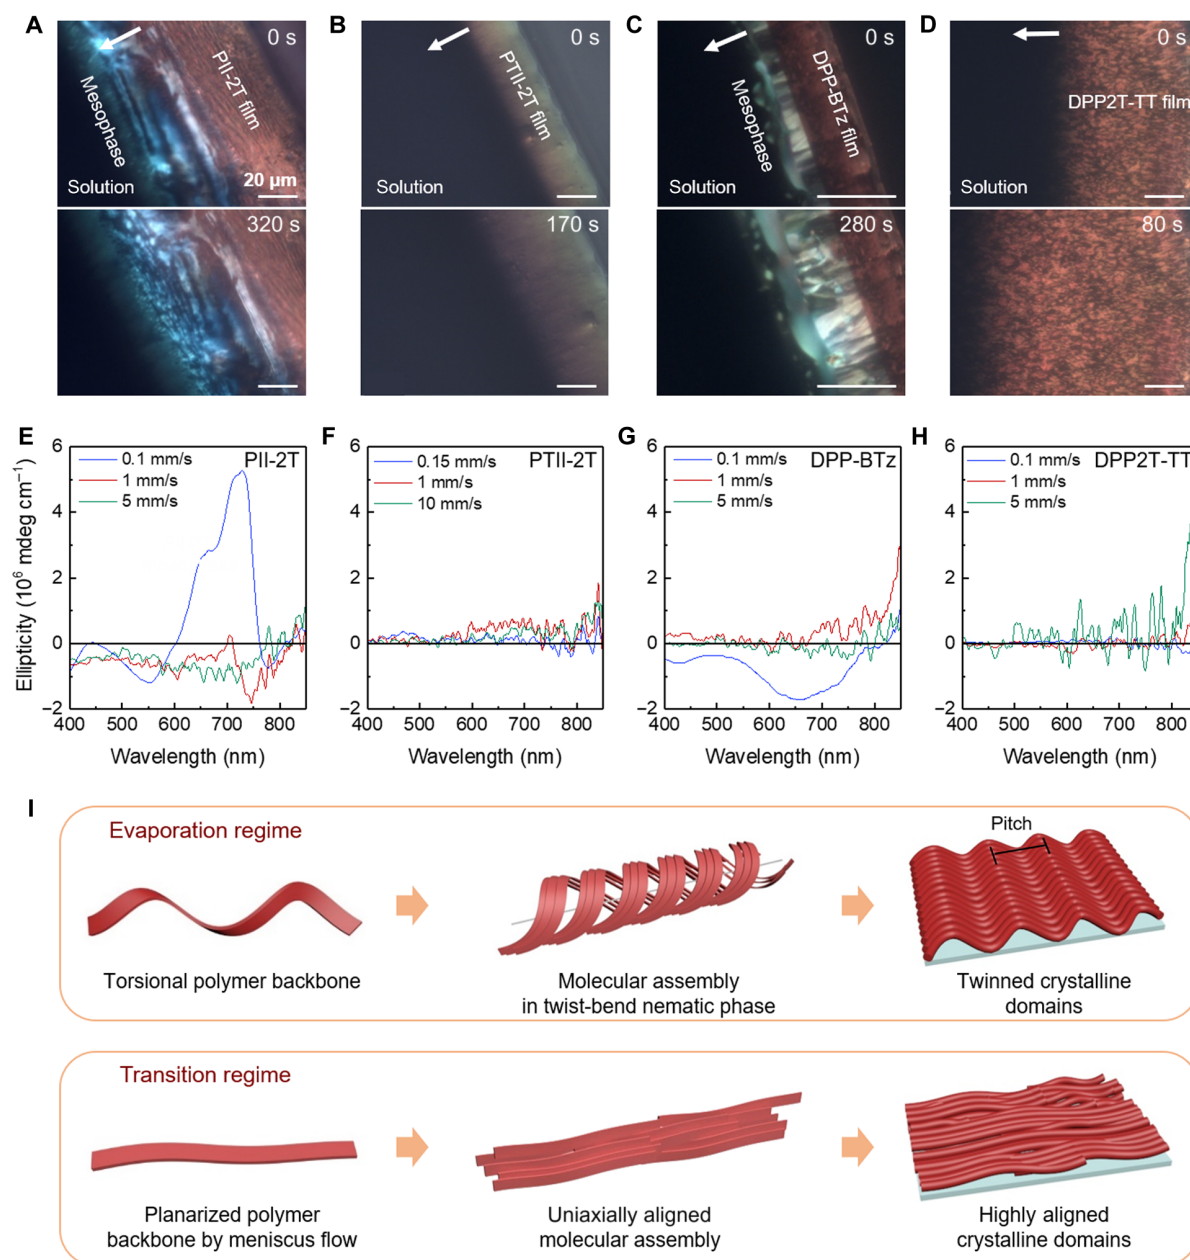 A
B
C
D
0 s
0 s
0 s
0 s
PII-2T film
PTII-2T film
DPP-BTz film
DPP2T-TT film
Mesophase
Mesophase
Solution
20 µm
Solution
Solution
Solution
320 s
170 s
280 s
80 s
E
F
G
H
6
4
2
0
−2
Ellipticity (10⁶ mdeg cm⁻¹)
PII-2T
0.1 mm/s
1 mm/s
5 mm/s
400 500 600 700 800
Wavelength (nm)
6
4
2
0
−2
PTII-2T
0.15 mm/s
1 mm/s
10 mm/s
400 500 600 700 800
Wavelength (nm)
6
4
2
0
−2
DPP-BTz
0.1 mm/s
1 mm/s
5 mm/s
400 500 600 700 800
Wavelength (nm)
6
4
2
0
−2
DPP2T-TT
0.1 mm/s
1 mm/s
5 mm/s
400 500 600 700 800
Wavelength (nm)
I
Evaporation regime
Pitch
Torsional polymer backbone
Molecular assembly
in twist-bend nematic phase
Twinned crystalline
domains
Transition regime
Planarized polymer
backbone by meniscus flow
Uniaxially aligned
molecular assembly
Highly aligned
crystalline domains